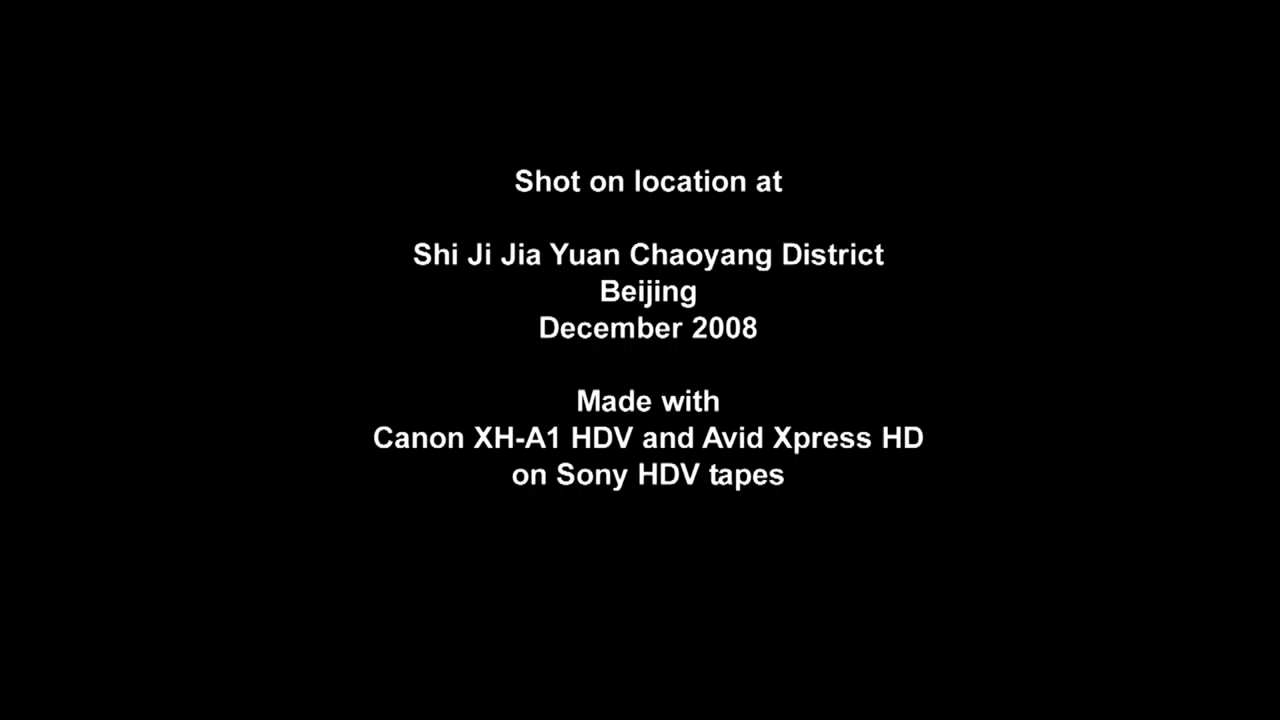 Shot on location at
Shi Ji Jia Yuan Chaoyang District
Beijing
December 2008
Made with
Canon XH-A1 HDV and Avid Xpress HD
on Sony HDV tapes